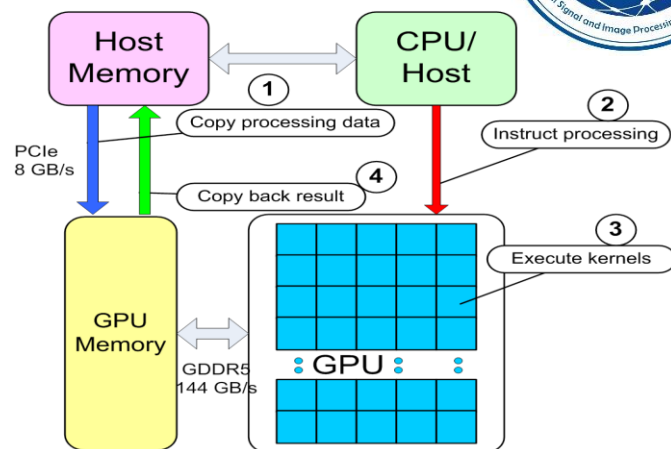 Signal and Image Processing
Host
Memory
CPU/
Host
1
Copy processing data
2
Instruct processing
PCIe
8 GB/s
4
Copy back result
3
Execute kernels
GPU
Memory
GDDR5
144 GB/s
GPU